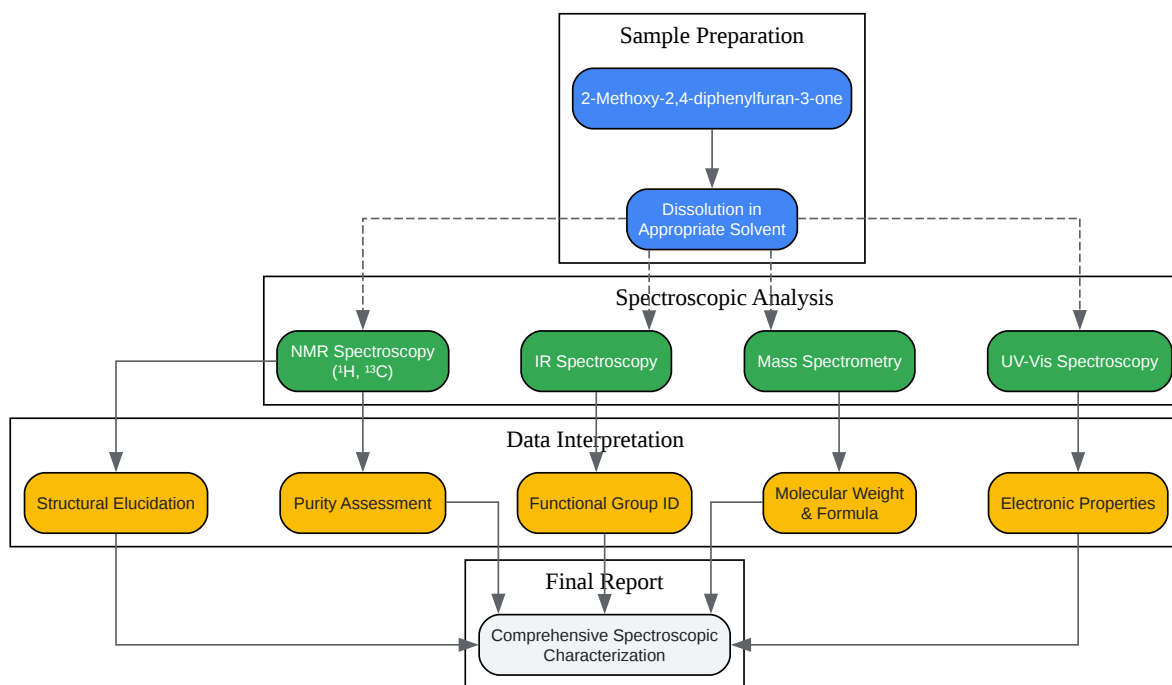 Sample Preparation
2-Methoxy-2,4-diphenylfuran-3-one
Dissolution in
Appropriate Solvent
Spectroscopic Analysis
NMR Spectroscopy
(¹H, ¹³C)
IR Spectroscopy
Mass Spectrometry
UV-Vis Spectroscopy
Data Interpretation
Structural Elucidation
Purity Assessment
Functional Group ID
Molecular Weight
& Formula
Electronic Properties
Final Report
Comprehensive Spectroscopic
Characterization